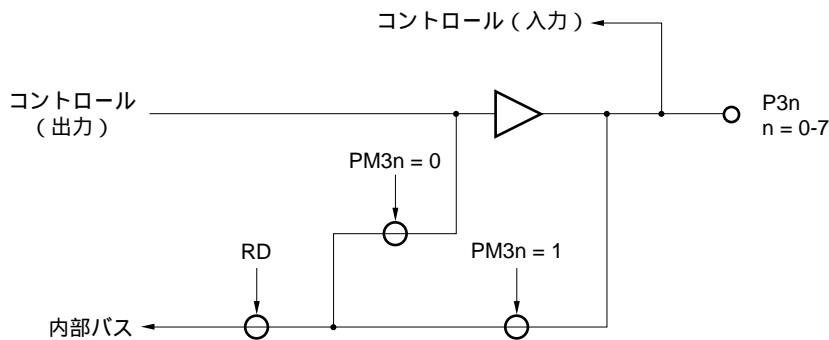 コントロール（入力）
コントロール
（出力）
P3n
n = 0-7
PM3n = 0
RD
PM3n = 1
内部バス